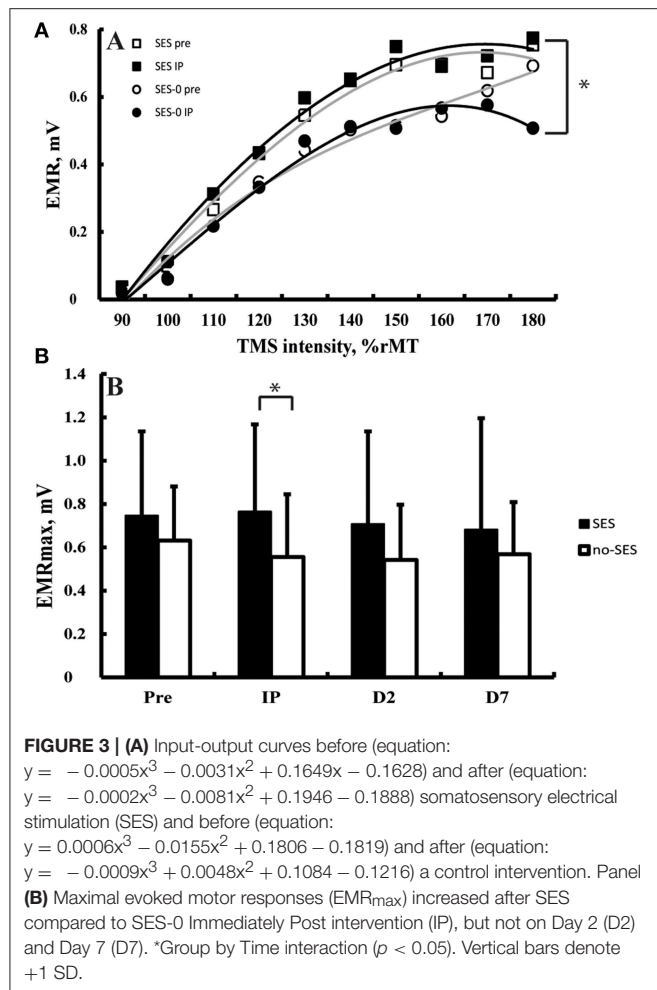 A
A
SES pre
SES IP
SES-0 pre
SES-0 IP
*
EMR, mV
0.8
0.6
0.4
0.2
0
90 100 110 120 130 140 150 160 170 180
TMS intensity, %rMT
B
B
*
EMRmax, mV
1.4
1.2
1.0
0.8
0.6
0.4
0.2
0
SES
no-SES
Pre IP D2 D7
FIGURE 3 | (A) Input-output curves before (equation:
y = − 0.0005x³ − 0.0031x² + 0.1649x − 0.1628) and after (equation:
y = − 0.0002x³ − 0.0081x² + 0.1946 − 0.1888) somatosensory electrical
stimulation (SES) and before (equation:
y = 0.0006x³ − 0.0155x² + 0.1806 − 0.1819) and after (equation:
y = − 0.0009x³ + 0.0048x² + 0.1084 − 0.1216) a control intervention. Panel
(B) Maximal evoked motor responses (EMRmax) increased after SES
compared to SES-0 Immediately Post intervention (IP), but not on Day 2 (D2)
and Day 7 (D7). *Group by Time interaction (p < 0.05). Vertical bars denote
+1 SD.